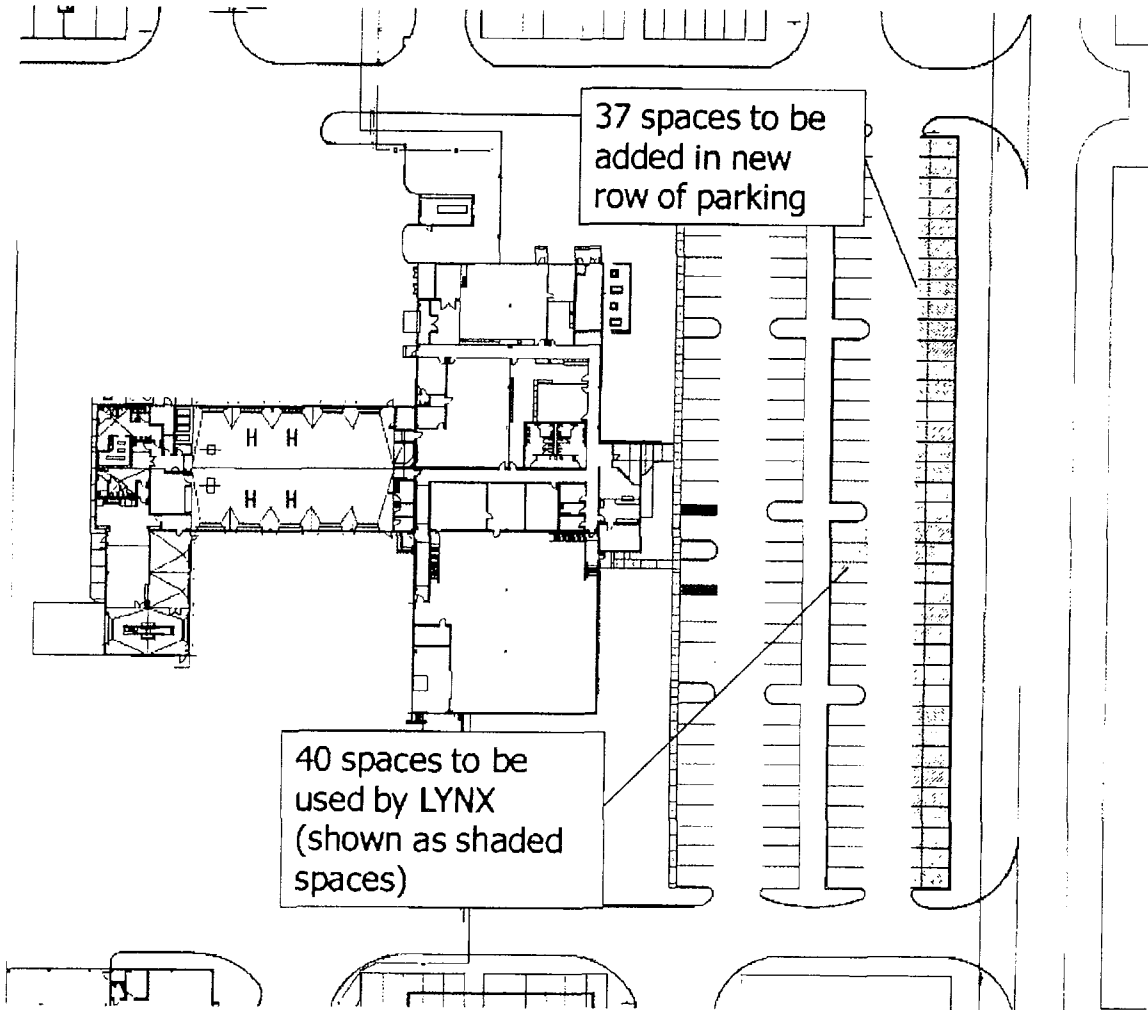 37 spaces to be
added in new
row of parking
40 spaces to be
used by LYNX
(shown as shaded
spaces)